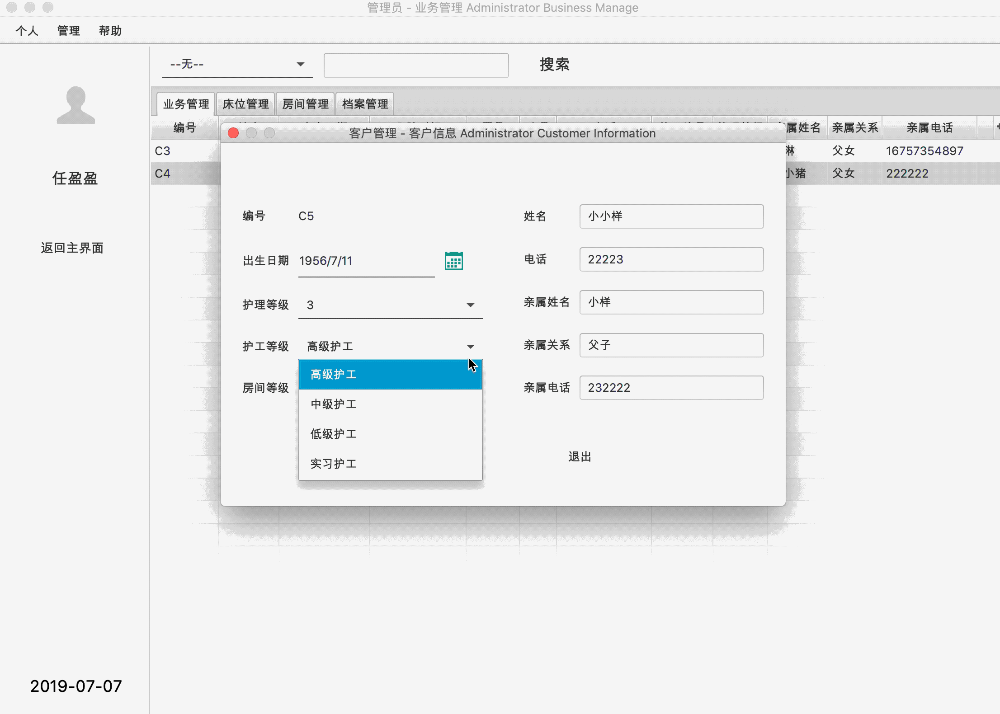 管理员 - 业务管理 Administrator Business Manage
个人 管理 帮助
--无-- 搜索
业务管理 床位管理 房间管理 档案管理
编号 属姓名 亲属关系 亲属电话
C3 琳 父女 16757354897
C4 小猪 父女 222222
任盈盈
返回主界面
2019-07-07
客户管理 - 客户信息 Administrator Customer Information
编号 C5 姓名 小小样
出生日期 1956/7/11 电话 22223
护理等级 3 亲属姓名 小样
护工等级 高级护工 亲属关系 父子
房间等级 亲属电话 232222
高级护工
中级护工
低级护工
实习护工
退出